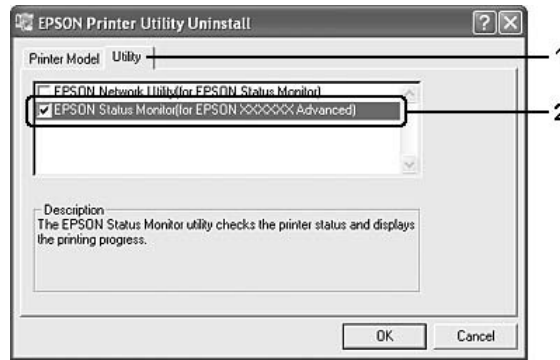 EPSON Printer Utility Uninstall
Printer Model Utility
1
EPSON Network Utility(for EPSON Status Monitor)
EPSON Status Monitor(for EPSON XXXXXX Advanced)
2
Description
The EPSON Status Monitor utility checks the printer status and displays
the printing progress.
OK Cancel